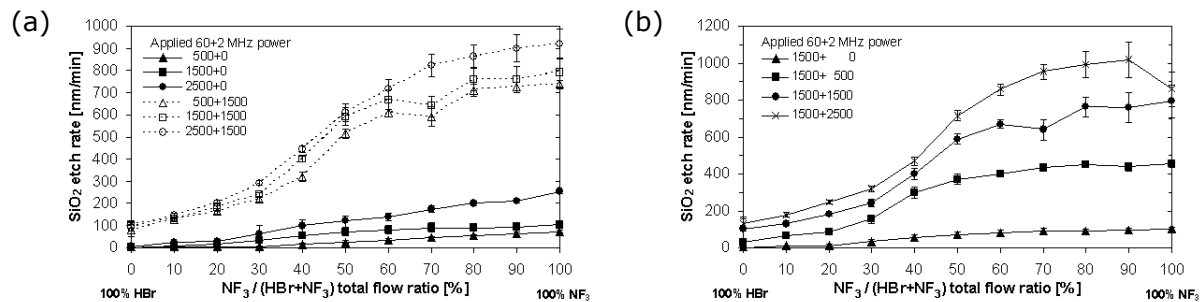 (a)
SiO2 etch rate [nm/min]
1000
900
800
700
600
500
400
300
200
100
0
Applied 60+2 MHz power
500+0
1500+0
2500+0
500+1500
1500+1500
2500+1500
0 10 20 30 40 50 60 70 80 90 100
100% HBr
NF3 / (HBr+NF3) total flow ratio [%]
100% NF3
(b)
SiO2 etch rate [nm/min]
1200
1000
800
600
400
200
0
Applied 60+2 MHz power
1500+ 0
1500+ 500
1500+1500
1500+2500
0 10 20 30 40 50 60 70 80 90 100
100% HBr
NF3 / (HBr+NF3) total flow ratio [%]
100% NF3